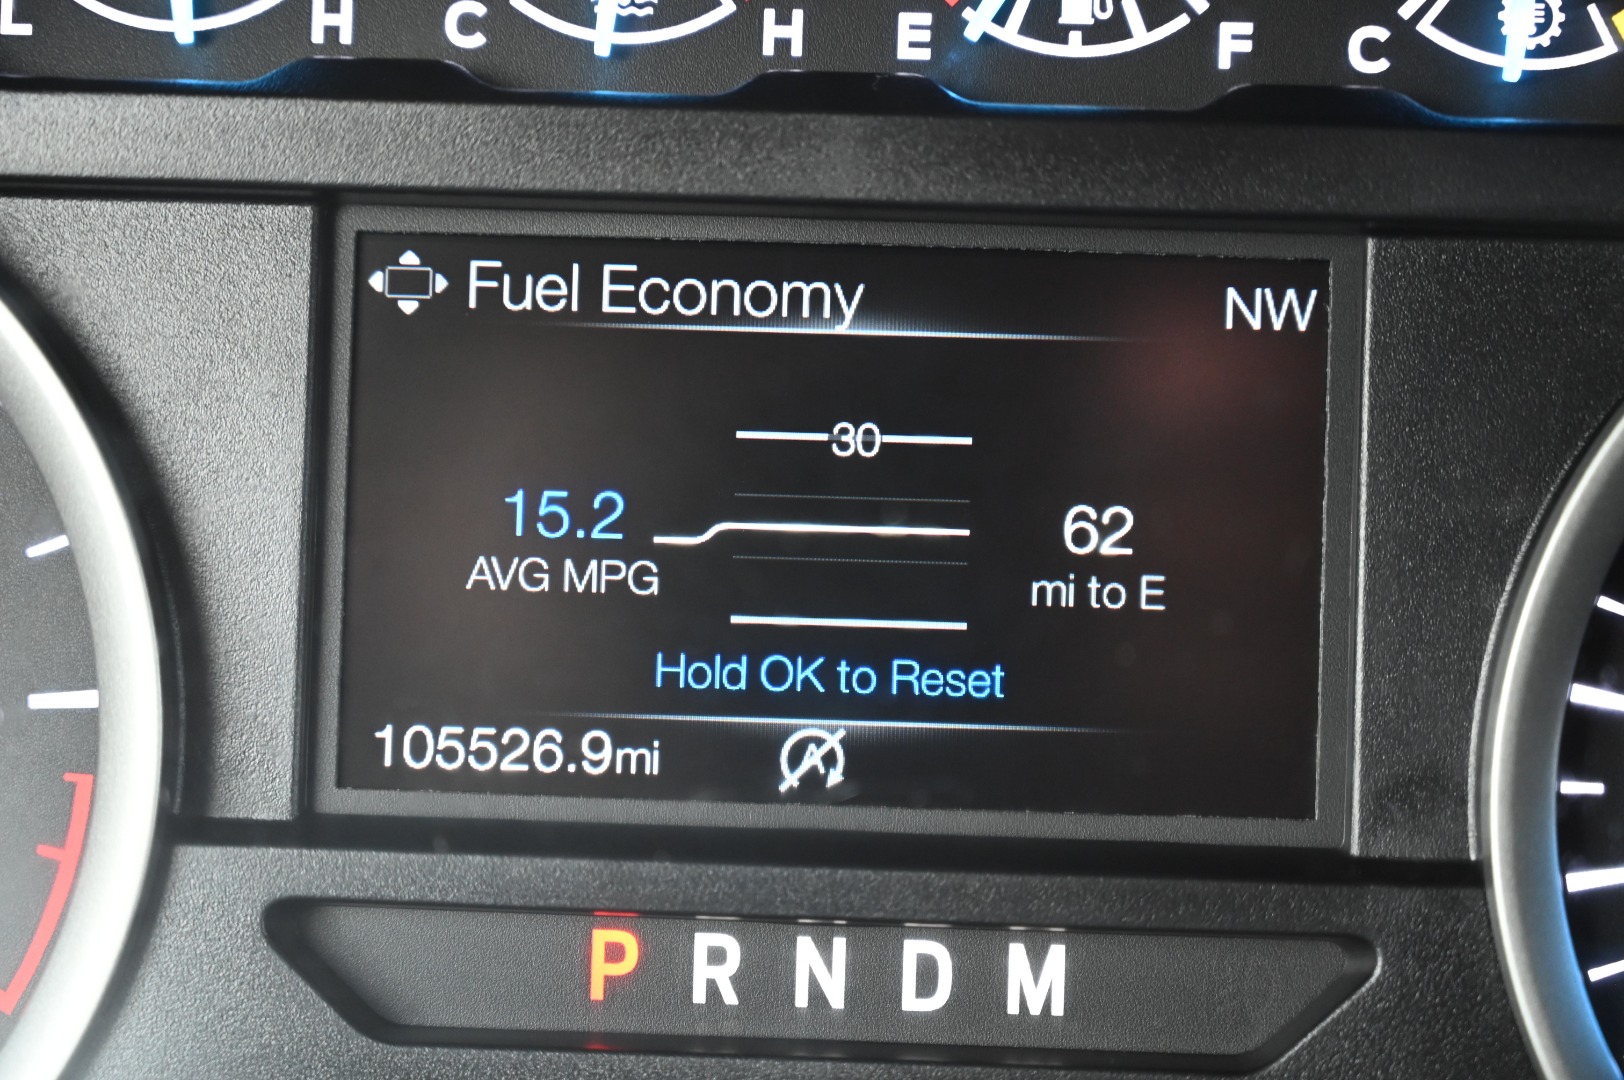 L H C H E F C
Fuel Economy NW
30
15.2 62
AVG MPG mi to E
Hold OK to Reset
105526.9mi A
P R N D M